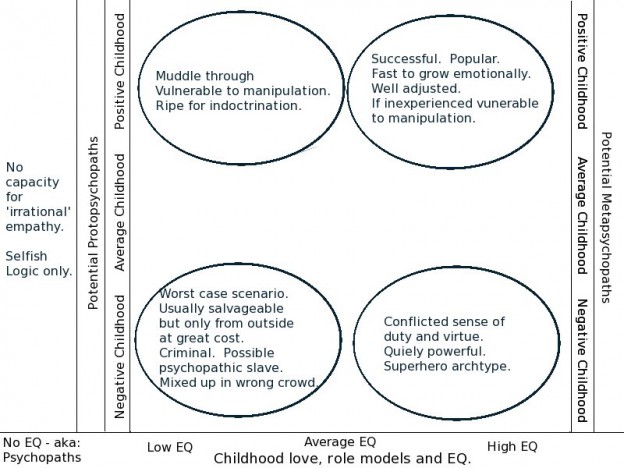 No
capacity
for
'irrational'
empathy.
Selfish
Logic only.
Potential Protopsychopaths
Positive Childhood
Average Childhood
Negative Childhood
Muddle through
Vulnerable to manipulation.
Ripe for indoctrination.
Successful. Popular.
Fast to grow emotionally.
Well adjusted.
If inexperienced vunerable
to manipulation.
Worst case scenario.
Usually salvageable
but only from outside
at great cost.
Criminal. Possible
psychopathic slave.
Mixed up in wrong crowd.
Conflicted sense of
duty and virtue.
Quiely powerful.
Superhero archtype.
Positive Childhood
Average Childhood
Negative Childhood
Potential Metapsychopaths
No EQ - aka:
Psychopaths
Low EQ
Average EQ
High EQ
Childhood love, role models and EQ.